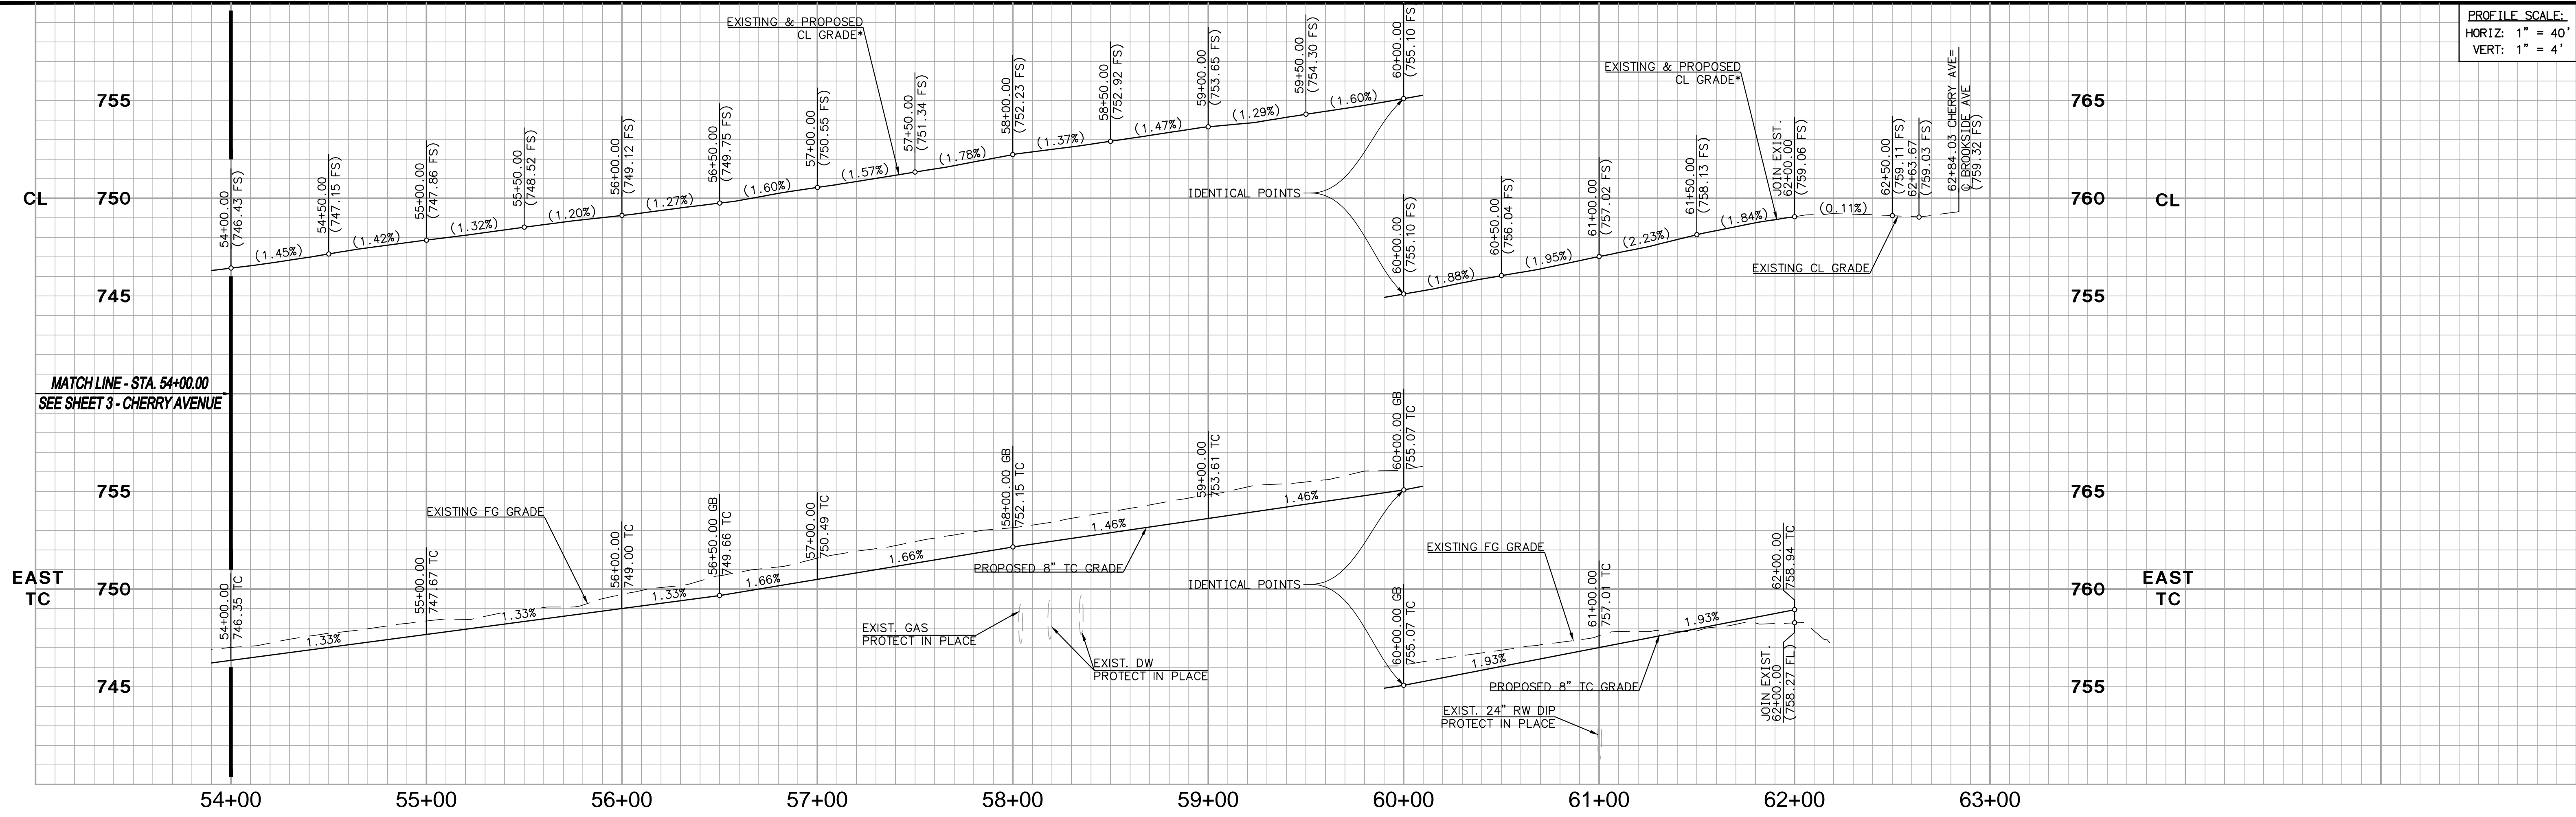 PROFILE SCALE:
HORIZ: 1" = 40'
VERT: 1" = 4'
EXISTING & PROPOSED
CL GRADE*
EXISTING & PROPOSED
CL GRADE*
755
750
745
CL
54+00.00
(746.43 FS)
54+50.00
(747.15 FS)
55+00.00
(747.86 FS)
55+50.00
(748.52 FS)
56+00.00
(749.12 FS)
56+50.00
(749.75 FS)
57+00.00
(750.55 FS)
57+50.00
(751.34 FS)
58+00.00
(752.23 FS)
58+50.00
(752.92 FS)
59+00.00
(753.65 FS)
59+50.00
(754.30 FS)
60+00.00
(755.10 FS)
(1.45%)
(1.42%)
(1.32%)
(1.20%)
(1.27%)
(1.60%)
(1.57%)
(1.78%)
(1.37%)
(1.47%)
(1.29%)
(1.60%)
IDENTICAL POINTS
60+00.00
(755.10 FS)
60+50.00
(756.04 FS)
61+00.00
(757.02 FS)
61+50.00
(758.13 FS)
JOIN EXIST.
62+00.00
(759.06 FS)
62+50.00
(759.11 FS)
62+63.67
(759.03 FS)
62+84.03 CHERRY AVE=
℄ BROOKSIDE AVE
(759.32 FS)
(1.88%)
(1.95%)
(2.23%)
(1.84%)
(0.11%)
EXISTING CL GRADE
765
760
755
CL
MATCH LINE - STA. 54+00.00
SEE SHEET 3 - CHERRY AVENUE
755
750
745
EAST
TC
54+00.00
746.35 TC
55+00.00
747.67 TC
56+00.00
749.00 TC
56+50.00 GB
749.66 TC
57+00.00
750.49 TC
58+00.00 GB
752.15 TC
59+00.00
753.61 TC
60+00.00 GB
755.07 TC
EXISTING FG GRADE
1.33%
1.33%
1.33%
1.66%
1.66%
1.46%
1.46%
PROPOSED 8" TC GRADE
IDENTICAL POINTS
EXIST. GAS
PROTECT IN PLACE
EXIST. DW
PROTECT IN PLACE
EXISTING FG GRADE
60+00.00 GB
755.07 TC
61+00.00
757.01 TC
62+00.00
758.94 TC
1.93%
1.93%
PROPOSED 8" TC GRADE
EXIST. 24" RW DIP
PROTECT IN PLACE
JOIN EXIST.
62+00.00
(758.27 FL)
765
760
755
EAST
TC
54+00
55+00
56+00
57+00
58+00
59+00
60+00
61+00
62+00
63+00